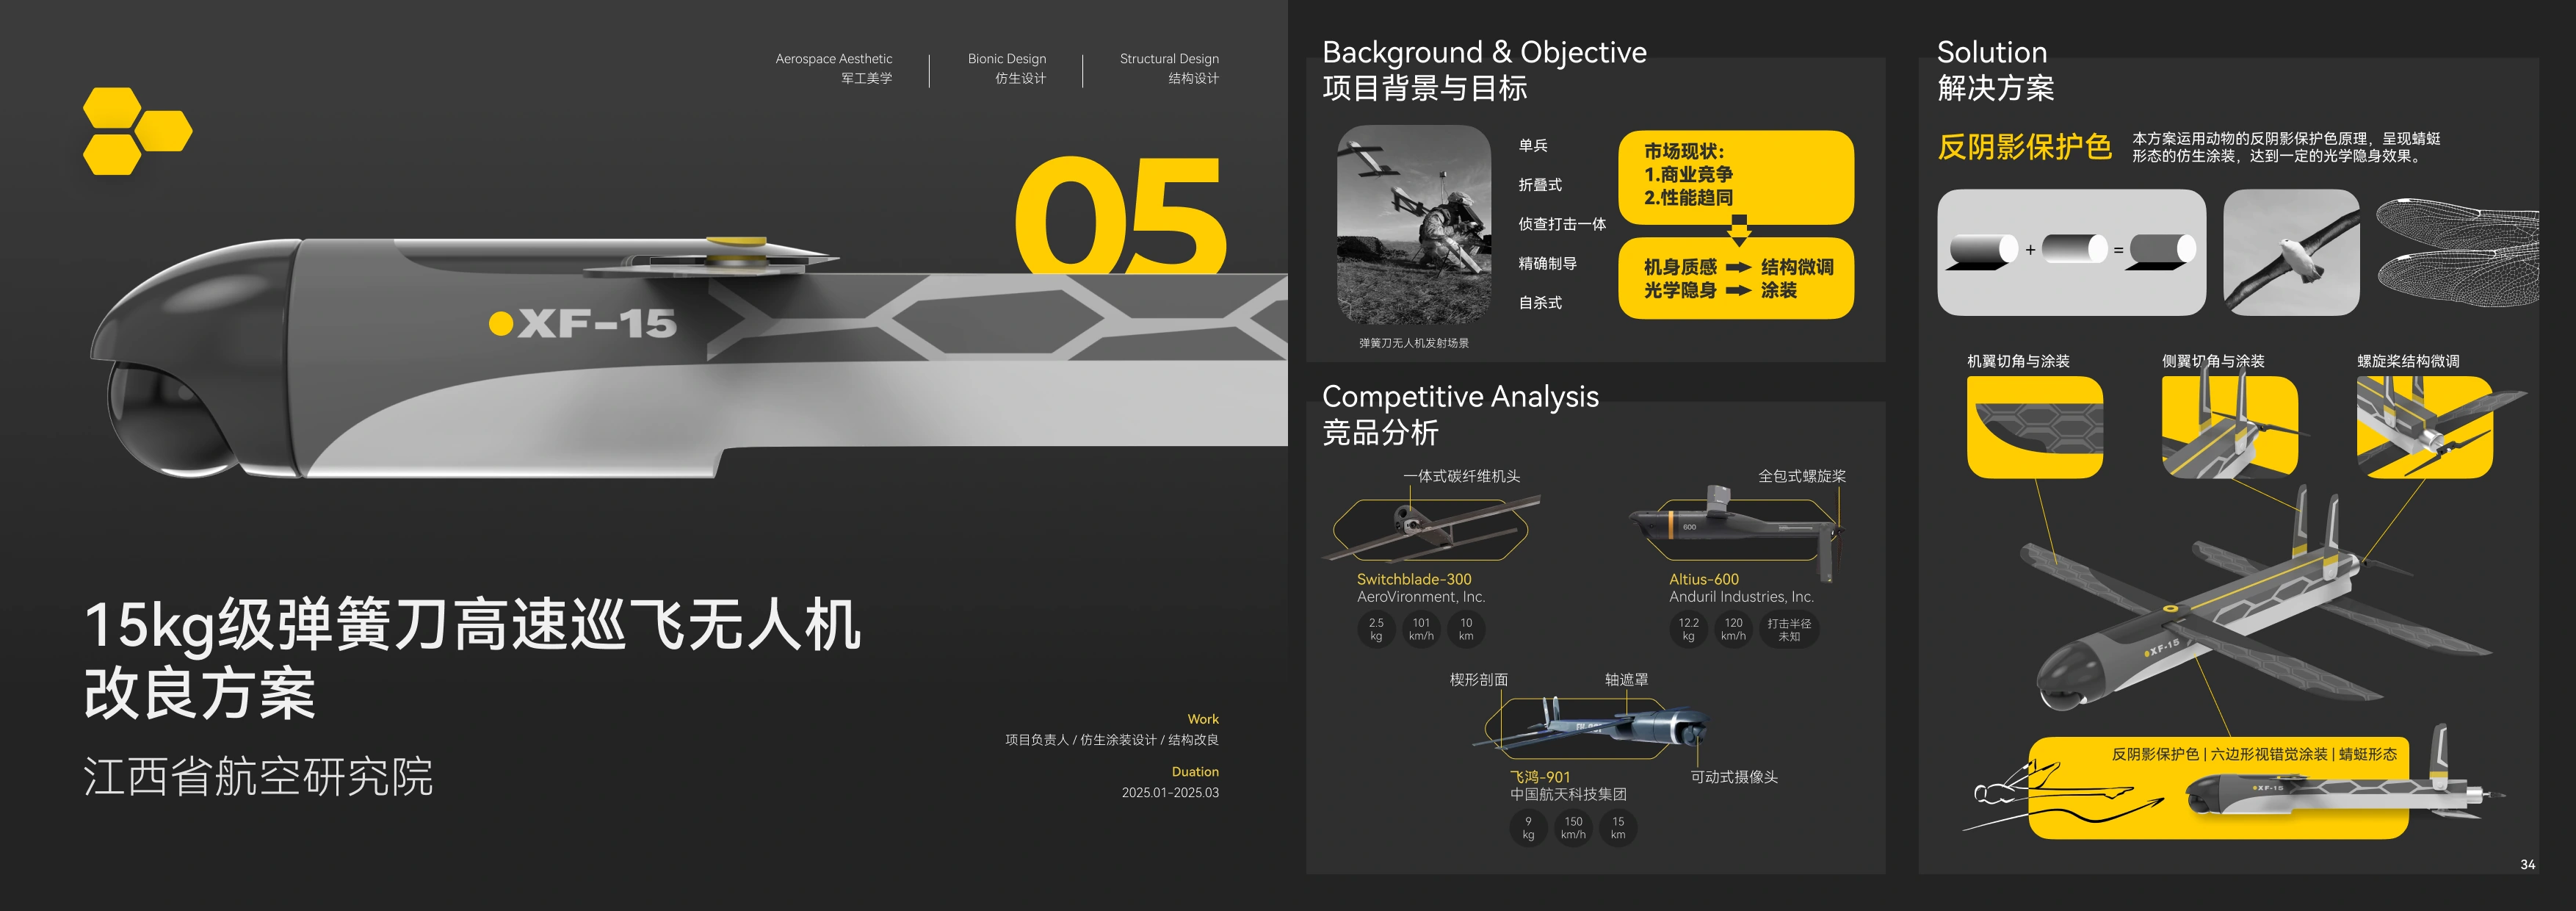 Aerospace Aesthetic
军工美学
Bionic Design
仿生设计
Structural Design
结构设计
05
XF-15
15kg级弹簧刀高速巡飞无人机
改良方案
江西省航空研究院
Work
项目负责人 / 仿生涂装设计 / 结构改良
Duation
2025.01-2025.03
Background & Objective
项目背景与目标
弹簧刀无人机发射场景
单兵
折叠式
侦查打击一体
精确制导
自杀式
市场现状:
1.商业竞争
2.性能趋同
机身质感 → 结构微调
光学隐身 → 涂装
Competitive Analysis
竞品分析
一体式碳纤维机头
Switchblade-300
AeroVironment, Inc.
2.5 kg
101 km/h
10 km
全包式螺旋桨
600
Altius-600
Anduril Industries, Inc.
12.2 kg
120 km/h
打击半径
未知
楔形剖面
轴遮罩
可动式摄像头
飞鸿-901
中国航天科技集团
9 kg
150 km/h
15 km
Solution
解决方案
反阴影保护色
本方案运用动物的反阴影保护色原理，呈现蜻蜓
形态的仿生涂装，达到一定的光学隐身效果。
+ =
机翼切角与涂装
侧翼切角与涂装
螺旋桨结构微调
XF-15
反阴影保护色 | 六边形视错觉涂装 | 蜻蜓形态
XF-15
34